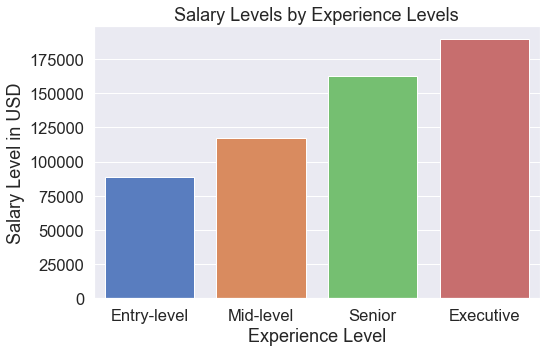 Salary Levels by Experience Levels
Salary Level in USD
175000
150000
125000
100000
75000
50000
25000
0
Entry-level Mid-level Senior Executive
Experience Level